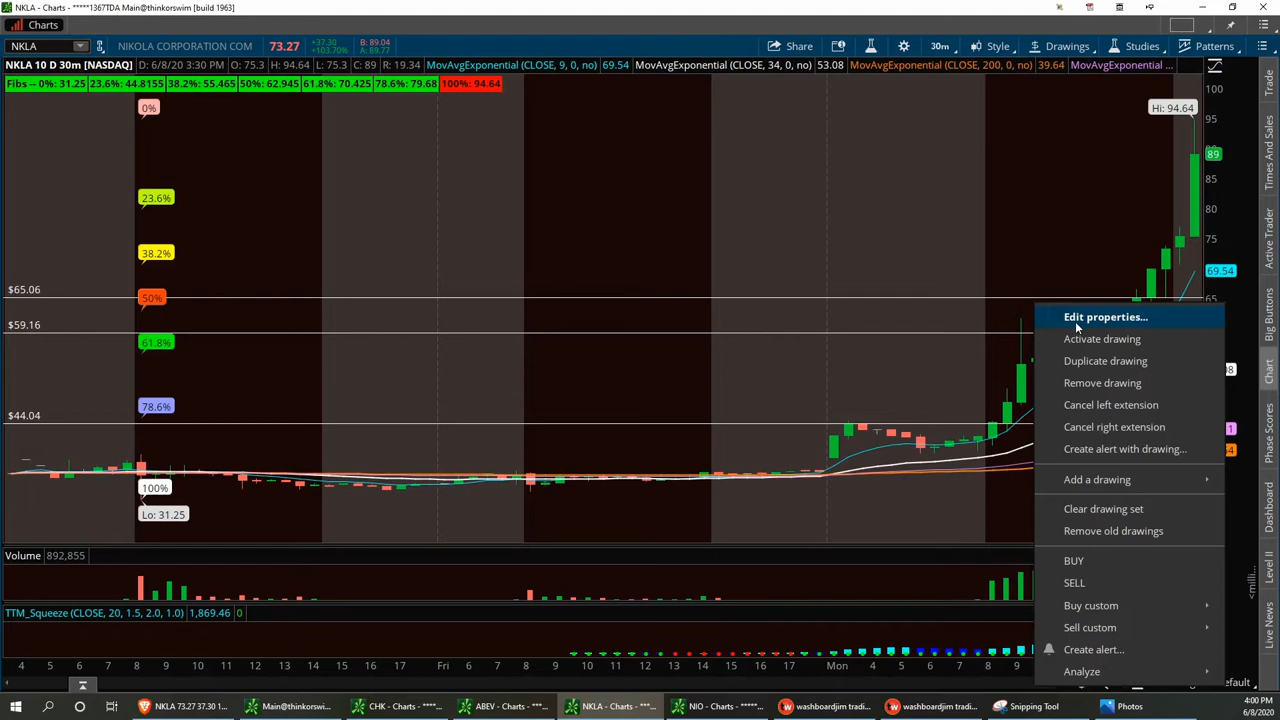 NKLA - Charts - *****1367TDA Main@thinkorswim [build 1963]
Charts
NKLA
NIKOLA CORPORATION COM
73.27
+37.30
+103.70%
B: 89.04
A: 89.77
Share
30m
Style
Drawings
Studies
Patterns
NKLA 10 D 30m [NASDAQ]
D: 6/8/20 3:30 PM
O: 75.3
H: 94.64
L: 75.3
C: 89
R: 19.34
MovAvgExponential (CLOSE, 9, 0, no)
69.54
MovAvgExponential (CLOSE, 34, 0, no)
53.08
MovAvgExponential (CLOSE, 200, 0, no)
39.64
MovAvgExponential ...
Fibs -- 0%: 31.25
23.6%: 44.8155
38.2%: 55.465
50%: 62.945
61.8%: 70.425
78.6%: 79.68
100%: 94.64
0%
23.6%
38.2%
50%
61.8%
78.6%
100%
Lo: 31.25
Hi: 94.64
$65.06
$59.16
$44.04
100
95
89
85
80
75
69.54
65
Edit properties...
Activate drawing
Duplicate drawing
Remove drawing
Cancel left extension
Cancel right extension
Create alert with drawing...
Add a drawing
Clear drawing set
Remove old drawings
BUY
SELL
Buy custom
Sell custom
Create alert...
Analyze
Volume
892,855
TTM_Squeeze (CLOSE, 20, 1.5, 2.0, 1.0)
1,869.46
0
4 5 6 7 8 9 10 11 12 13 14 15 16 17 Fri 6 7 8 9 10 11 12 13 14 15 16 17 Mon 4 5 6 7 8 9
Trade
Times And Sales
Active Trader
Big Buttons
Chart
Phase Scores
Dashboard
Level II
Live News
NKLA 73.27 37.30 1...
Main@thinkorswi...
CHK - Charts - ****...
ABEV - Charts - ****...
NKLA - Charts - ***...
NIO - Charts - ****...
washboardjim tradi...
washboardjim tradi...
Snipping Tool
Photos
4:00 PM
6/8/2020